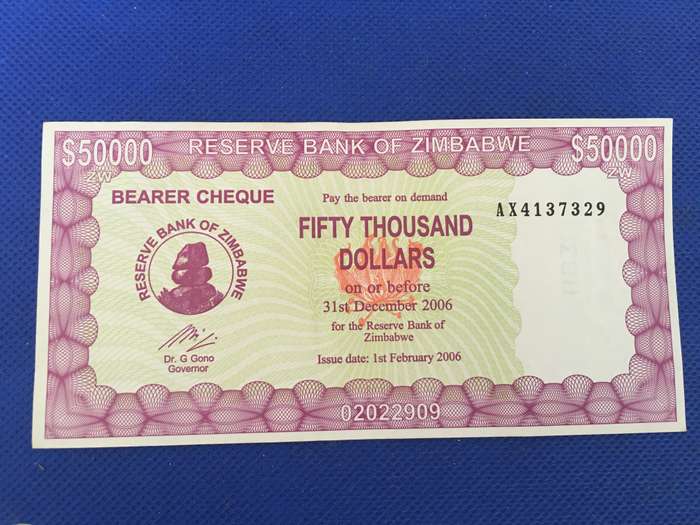 RESERVE BANK OF ZIMBABWE
$50000
ZW
$50000
ZW
BEARER CHEQUE
Pay the bearer on demand
AX4137329
FIFTY THOUSAND
DOLLARS
RESERVE BANK OF ZIMBABWE
on or before
31st December 2006
for the Reserve Bank of
Zimbabwe
Dr. G Gono
Governor
Issue date: 1st February 2006
02022909